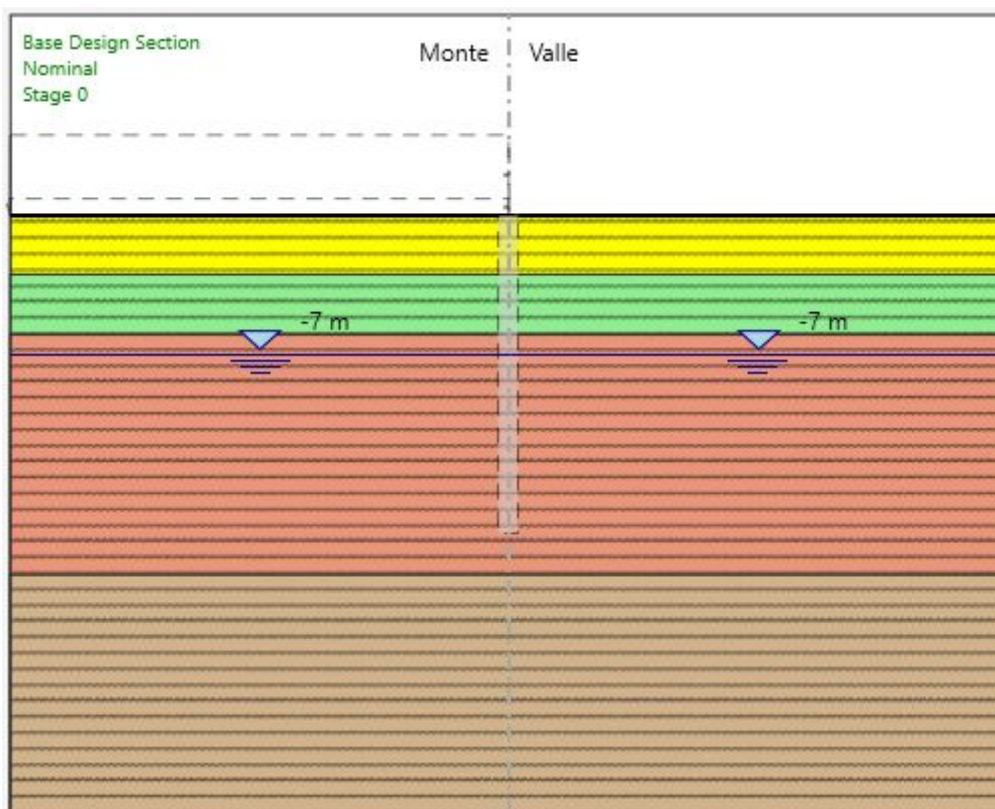 Base Design Section
Nominal
Stage 0
Monte
Valle
-7 m
-7 m